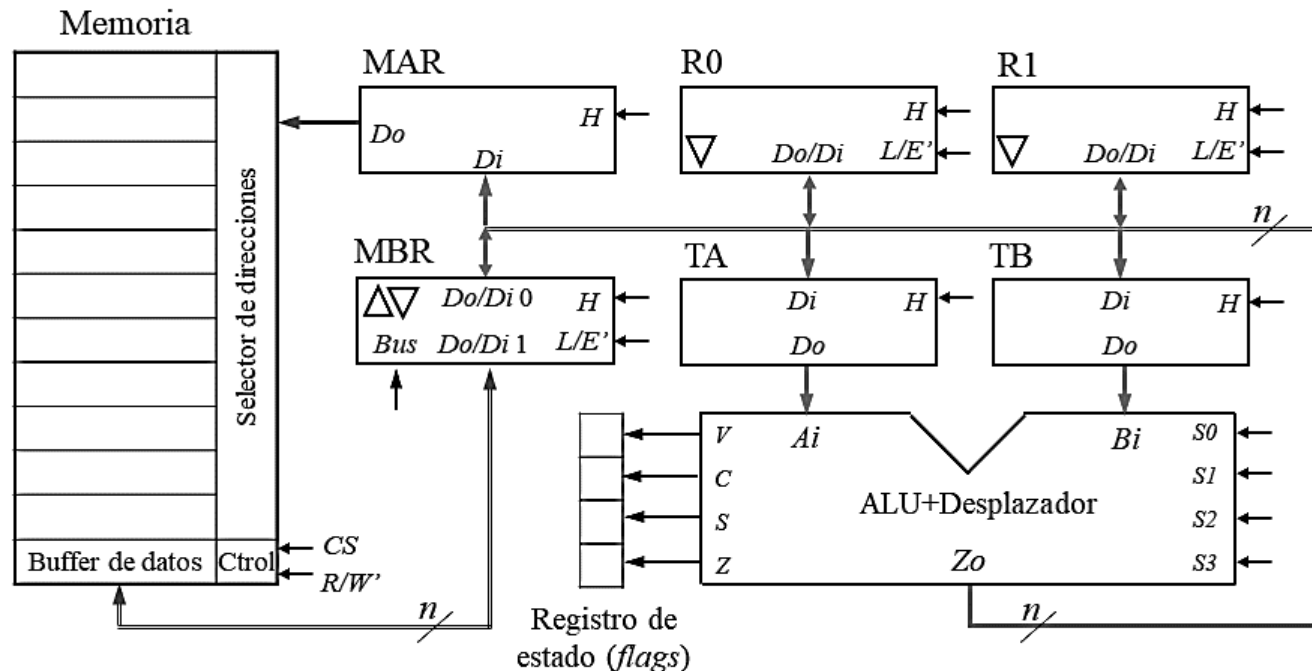 Memoria
MAR
R0
R1
Do
H
Di
H
Do/Di
L/E’
H
Do/Di
L/E’
n
Selector de direcciones
MBR
TA
TB
Do/Di 0
H
Bus
Do/Di 1
L/E’
Di
H
Do
Di
H
Do
V
C
S
Z
Ai
Bi
S0
S1
S2
S3
ALU+Desplazador
Zo
Buffer de datos
Ctrol
CS
R/W’
n
n
Registro de
estado (flags)